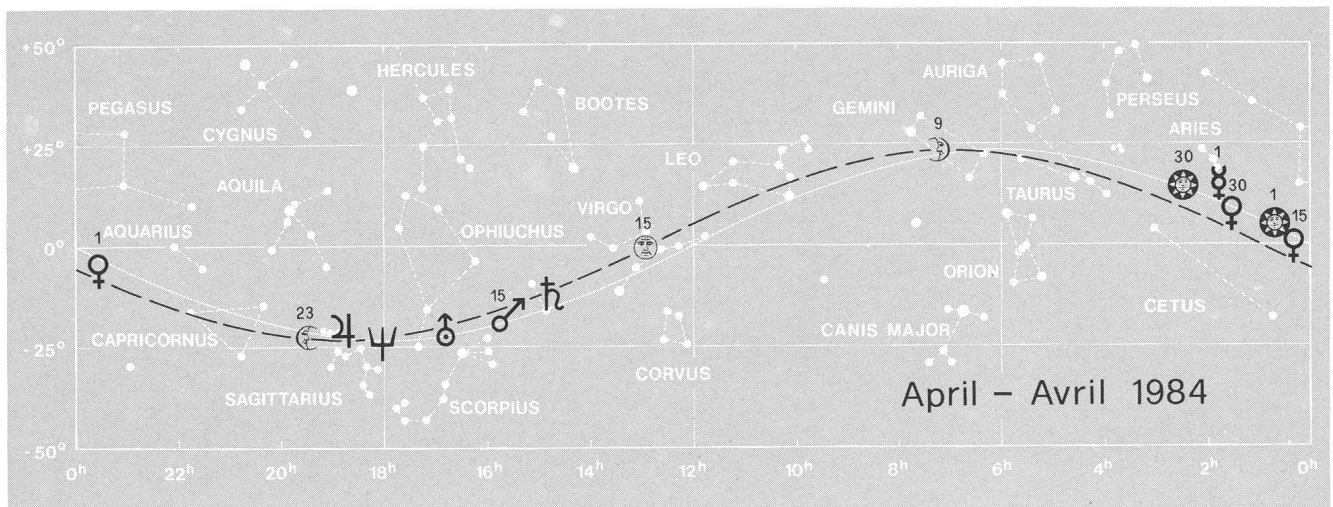 +50°
HERCULES
AURIGA
PEGASUS
BOOTES
GEMINI
PERSEUS
CYGNUS
9
ARIES
+25°
LEO
30
1
AQUILA
TAURUS
30
VIRGO
1
15
15
AQUARIUS
OPHIUCHUS
1
0°
ORION
15
23
CETUS
CAPRICORNUS
CANIS MAJOR
-25°
CORVUS
SAGITTARIUS
SCORPIUS
April – Avril 1984
-50°
0h 22h 20h 18h 16h 14h 12h 10h 8h 6h 4h 2h 0h